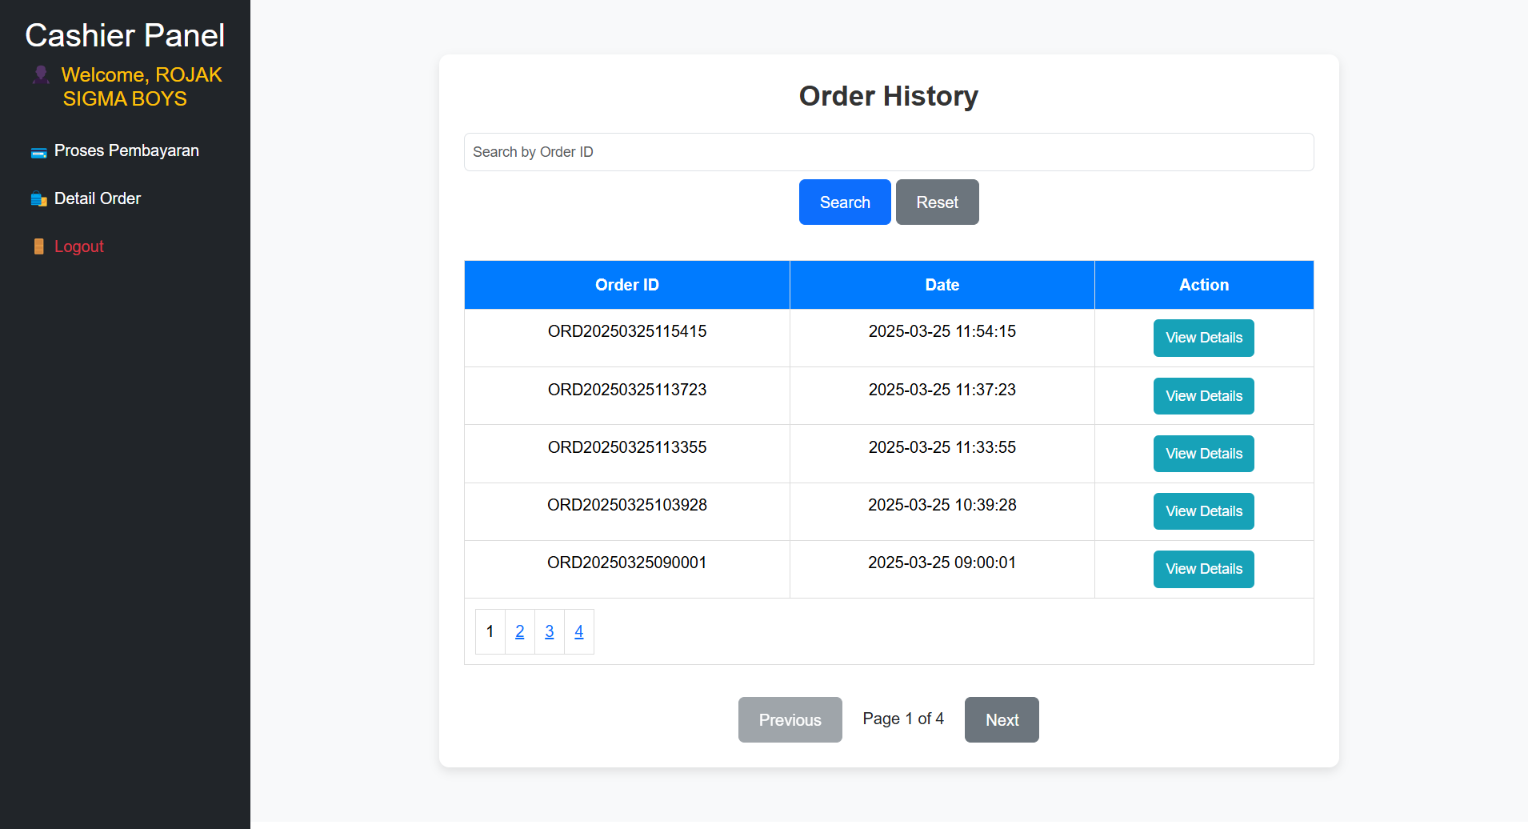 Cashier Panel
Welcome, ROJAK
SIGMA BOYS
Proses Pembayaran
Detail Order
Logout
Order History
Search by Order ID
Search Reset
Order ID Date Action
ORD20250325115415 2025-03-25 11:54:15 View Details
ORD20250325113723 2025-03-25 11:37:23 View Details
ORD20250325113355 2025-03-25 11:33:55 View Details
ORD20250325103928 2025-03-25 10:39:28 View Details
ORD20250325090001 2025-03-25 09:00:01 View Details
1 2 3 4
Previous Page 1 of 4 Next